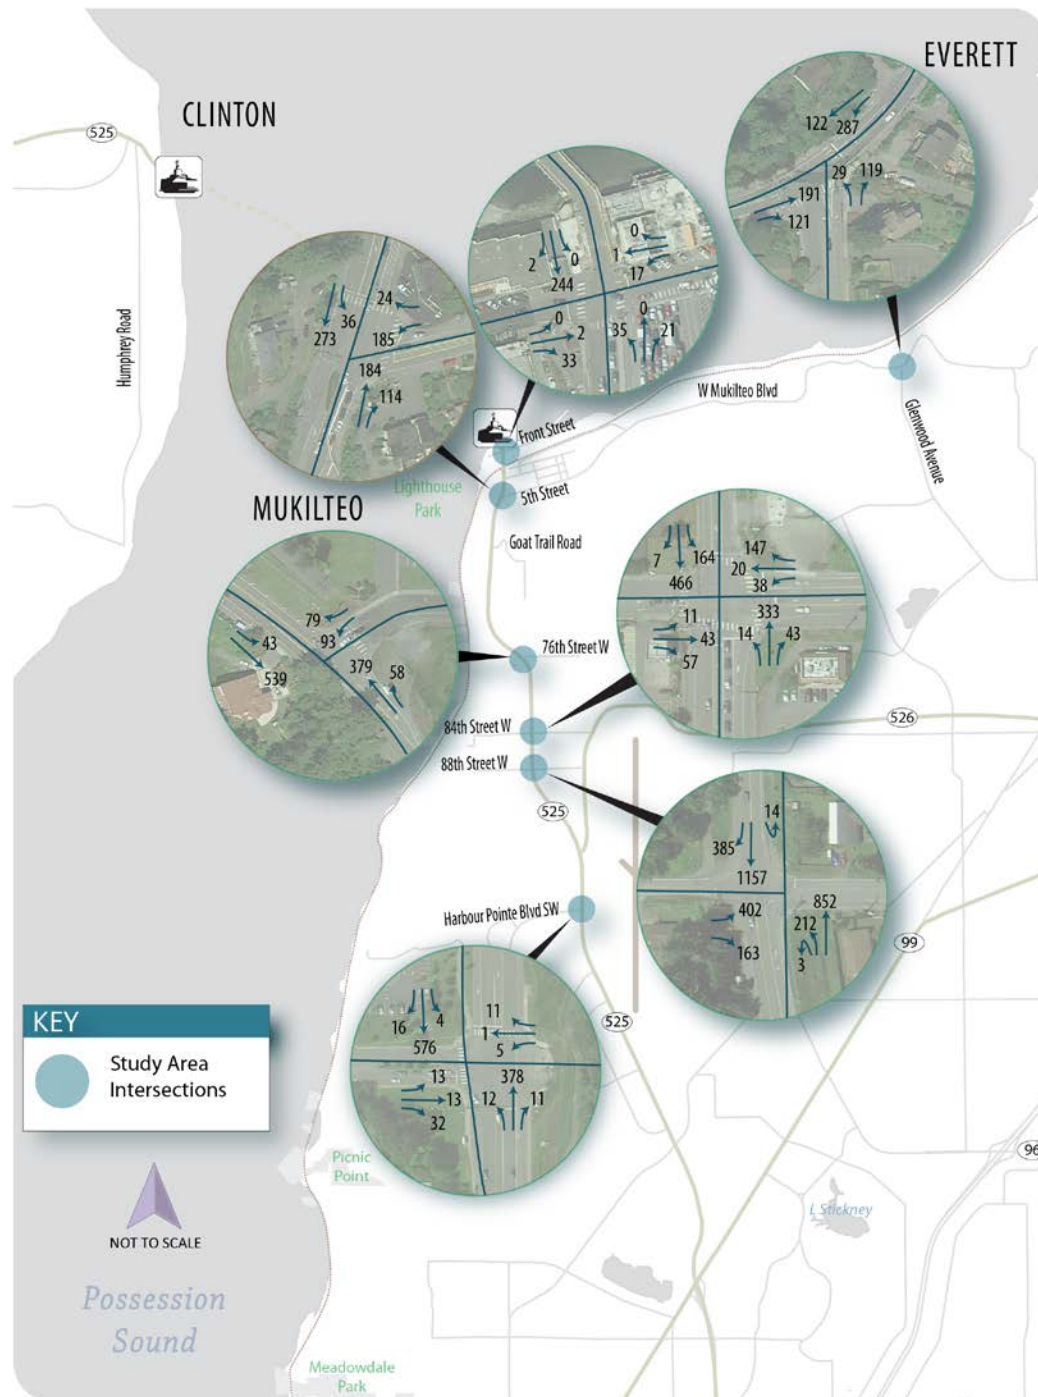 EVERETT
CLINTON
525
122
287
29
119
191
121
0
2
0
244
1
17
0
2
33
0
35
21
24
36
273
185
184
114
Humphrey Road
W Mukilteo Blvd
Glenwood Avenue
Front Street
5th Street
Lighthouse
Park
MUKILTEO
Goat Trail Road
79
93
43
379
58
539
76th Street W
7
164
466
147
20
38
11
43
57
333
14
43
84th Street W
526
88th Street W
525
14
385
1157
402
163
852
212
3
Harbour Pointe Blvd SW
99
525
16
4
576
11
1
5
13
13
32
378
12
11
KEY
Study Area
Intersections
96
Picnic
Point
NOT TO SCALE
L Stickney
Possession
Sound
Meadowdale
Park